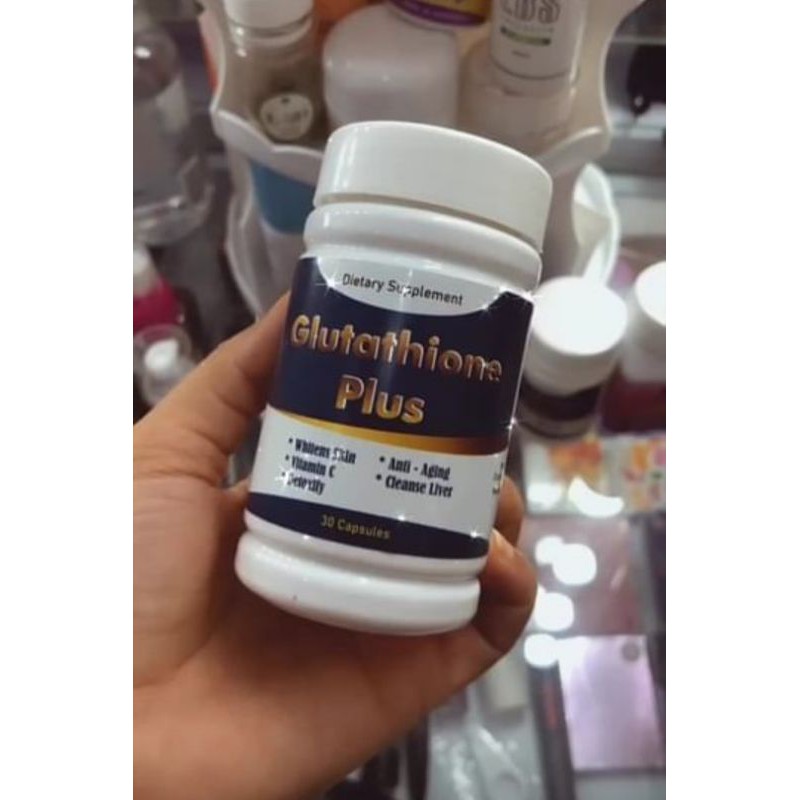 Dietary Supplement
Glutathione
Plus
• Whitens Skin
• Vitamin C
• Detoxify
• Anti - Aging
• Cleanse Liver
30 Capsules